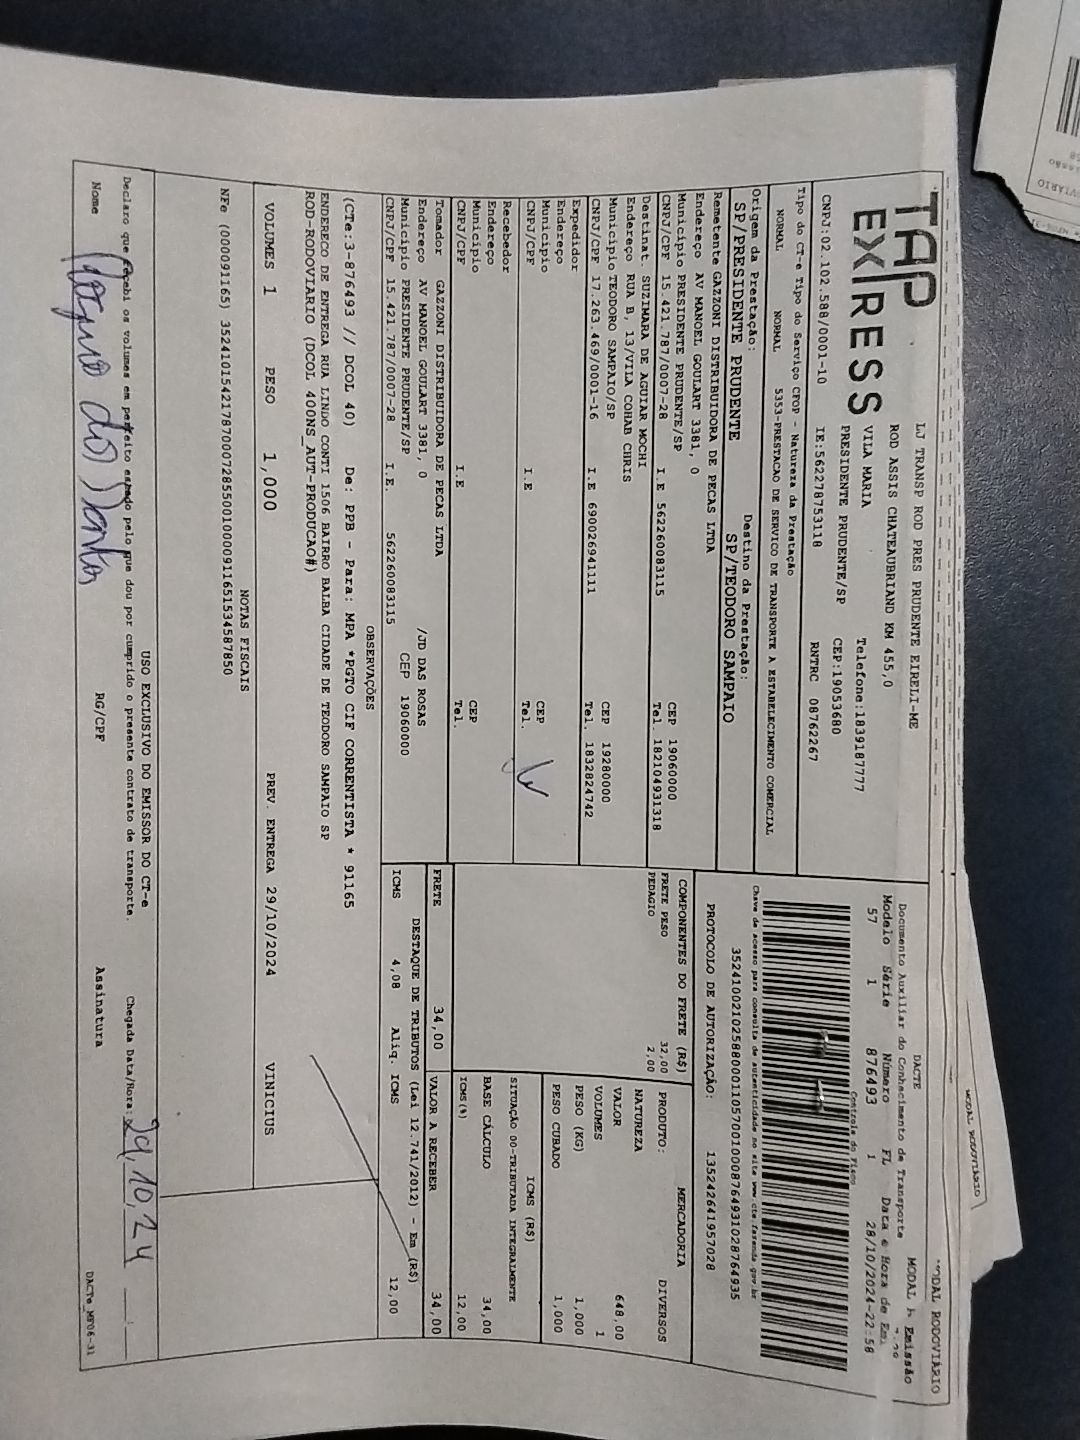 TAP
EXPRESS
LJ TRANSP ROD PRES PRUDENTE EIRELI-ME
ROD ASSIS CHATEAUBRIAND KM 455,0
VILA MARIA Telefone:1839187777
PRESIDENTE PRUDENTE/SP CEP:19053680
CNPJ:02.102.588/0001-10 IE:562278753118 RNTRC 08762267
MODAL RODOVIÁRIO
DACTE
Documento Auxiliar do Conhecimento de Transporte
Modelo Série Número FL Data e Hora de Emi
57 1 876493 1 28/10/2024-22:58
Emissão
Controle do Fisco
Chave de acesso para consulta de autenticidade no site www.cte.fazenda.gov.br
35241002102588000110570010008764931028764935
PROTOCOLO DE AUTORIZAÇÃO: 135242641957028
Tipo do CT-e Tipo do Serviço CFOP - Natureza da Prestação
NORMAL NORMAL 5353-PRESTACAO DE SERVICO DE TRANSPORTE A ESTABELECIMENTO COMERCIAL
Origem da Prestação: Destino da Prestação:
SP/PRESIDENTE PRUDENTE SP/TEODORO SAMPAIO
Remetente GAZZONI DISTRIBUIDORA DE PECAS LTDA
Endereço AV MANOEL GOULART 3381, 0
Município PRESIDENTE PRUDENTE/SP CEP 19060000
CNPJ/CPF 15.421.787/0007-28 I.E 562260083115 Tel. 182104931318
Destinat. SUZIMARA DE AGUIAR MOCHI
Endereço RUA B, 13/VILA COHAB CHRIS
Município TEODORO SAMPAIO/SP CEP 19280000
CNPJ/CPF 17.263.469/0001-16 I.E 690026941111 Tel. 1832824742
Expedidor
Endereço
Município CEP
CNPJ/CPF I.E Tel.
Recebedor
Endereço
Município CEP
CNPJ/CPF I.E Tel.
Tomador GAZZONI DISTRIBUIDORA DE PECAS LTDA
Endereço AV MANOEL GOULART 3381, 0 /JD DAS ROSAS
Município PRESIDENTE PRUDENTE/SP CEP 19060000
CNPJ/CPF 15.421.787/0007-28 I.E. 562260083115
COMPONENTES DO FRETE (R$)
FRETE PESO 32,00
PEDAGIO 2,00
MERCADORIA
PRODUTO: DIVERSOS
NATUREZA
VALOR 648,00
VOLUMES 1
PESO (KG) 1,000
PESO CUBADO 1,000
ICMS (R$)
SITUAÇÃO 00-TRIBUTADA INTEGRALMENTE
BASE CÁLCULO 34,00
ICMS(%) 12,00
FRETE 34,00 VALOR A RECEBER 34,00
DESTAQUE DE TRIBUTOS (Lei 12.741/2012) - Em (R$)
ICMS 4,08 Aliq. ICMS 12,00
OBSERVAÇÕES
(CTe:3-876493 // DCOL 40) De: PPB - Para: MPA *PGTO CIF CORRENTISTA * 91165
ENDERECO DE ENTREGA RUA LINDO CONTI 1506 BAIRRO BALBA CIDADE DE TEODORO SAMPAIO SP
ROD-RODOVIARIO (DCOL 400NS_AUT-PRODUCAO#)
VOLUMES 1 PESO 1,000 PREV. ENTREGA 29/10/2024 VINICIUS
NOTAS FISCAIS
NFe (000091165) 35241015421787000728550010000911651534587850
USO EXCLUSIVO DO EMISSOR DO CT-e
Declaro que recebi os volumes em perfeito estado pelo que dou por cumprido o presente contrato de transporte. Chegada Data/Hora: 29/10/24
Nome dos Santos RG/CPF Assinatura
DACTe_MF06-31